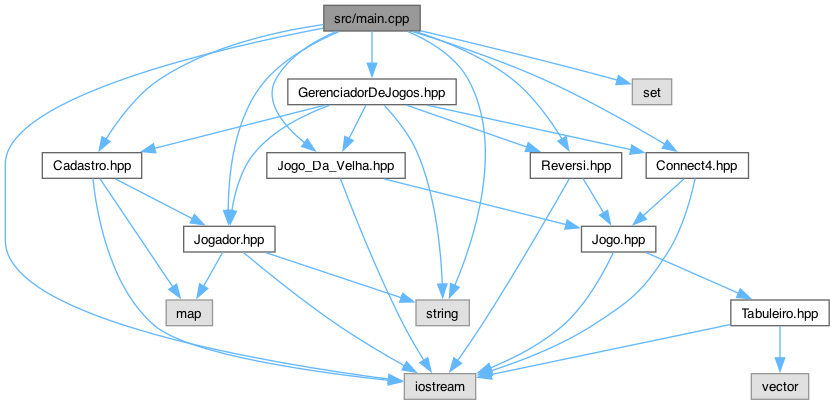 src/main.cpp
GerenciadorDeJogos.hpp
set
Cadastro.hpp
Jogo_Da_Velha.hpp
Reversi.hpp
Connect4.hpp
Jogador.hpp
Jogo.hpp
map
string
Tabuleiro.hpp
iostream
vector